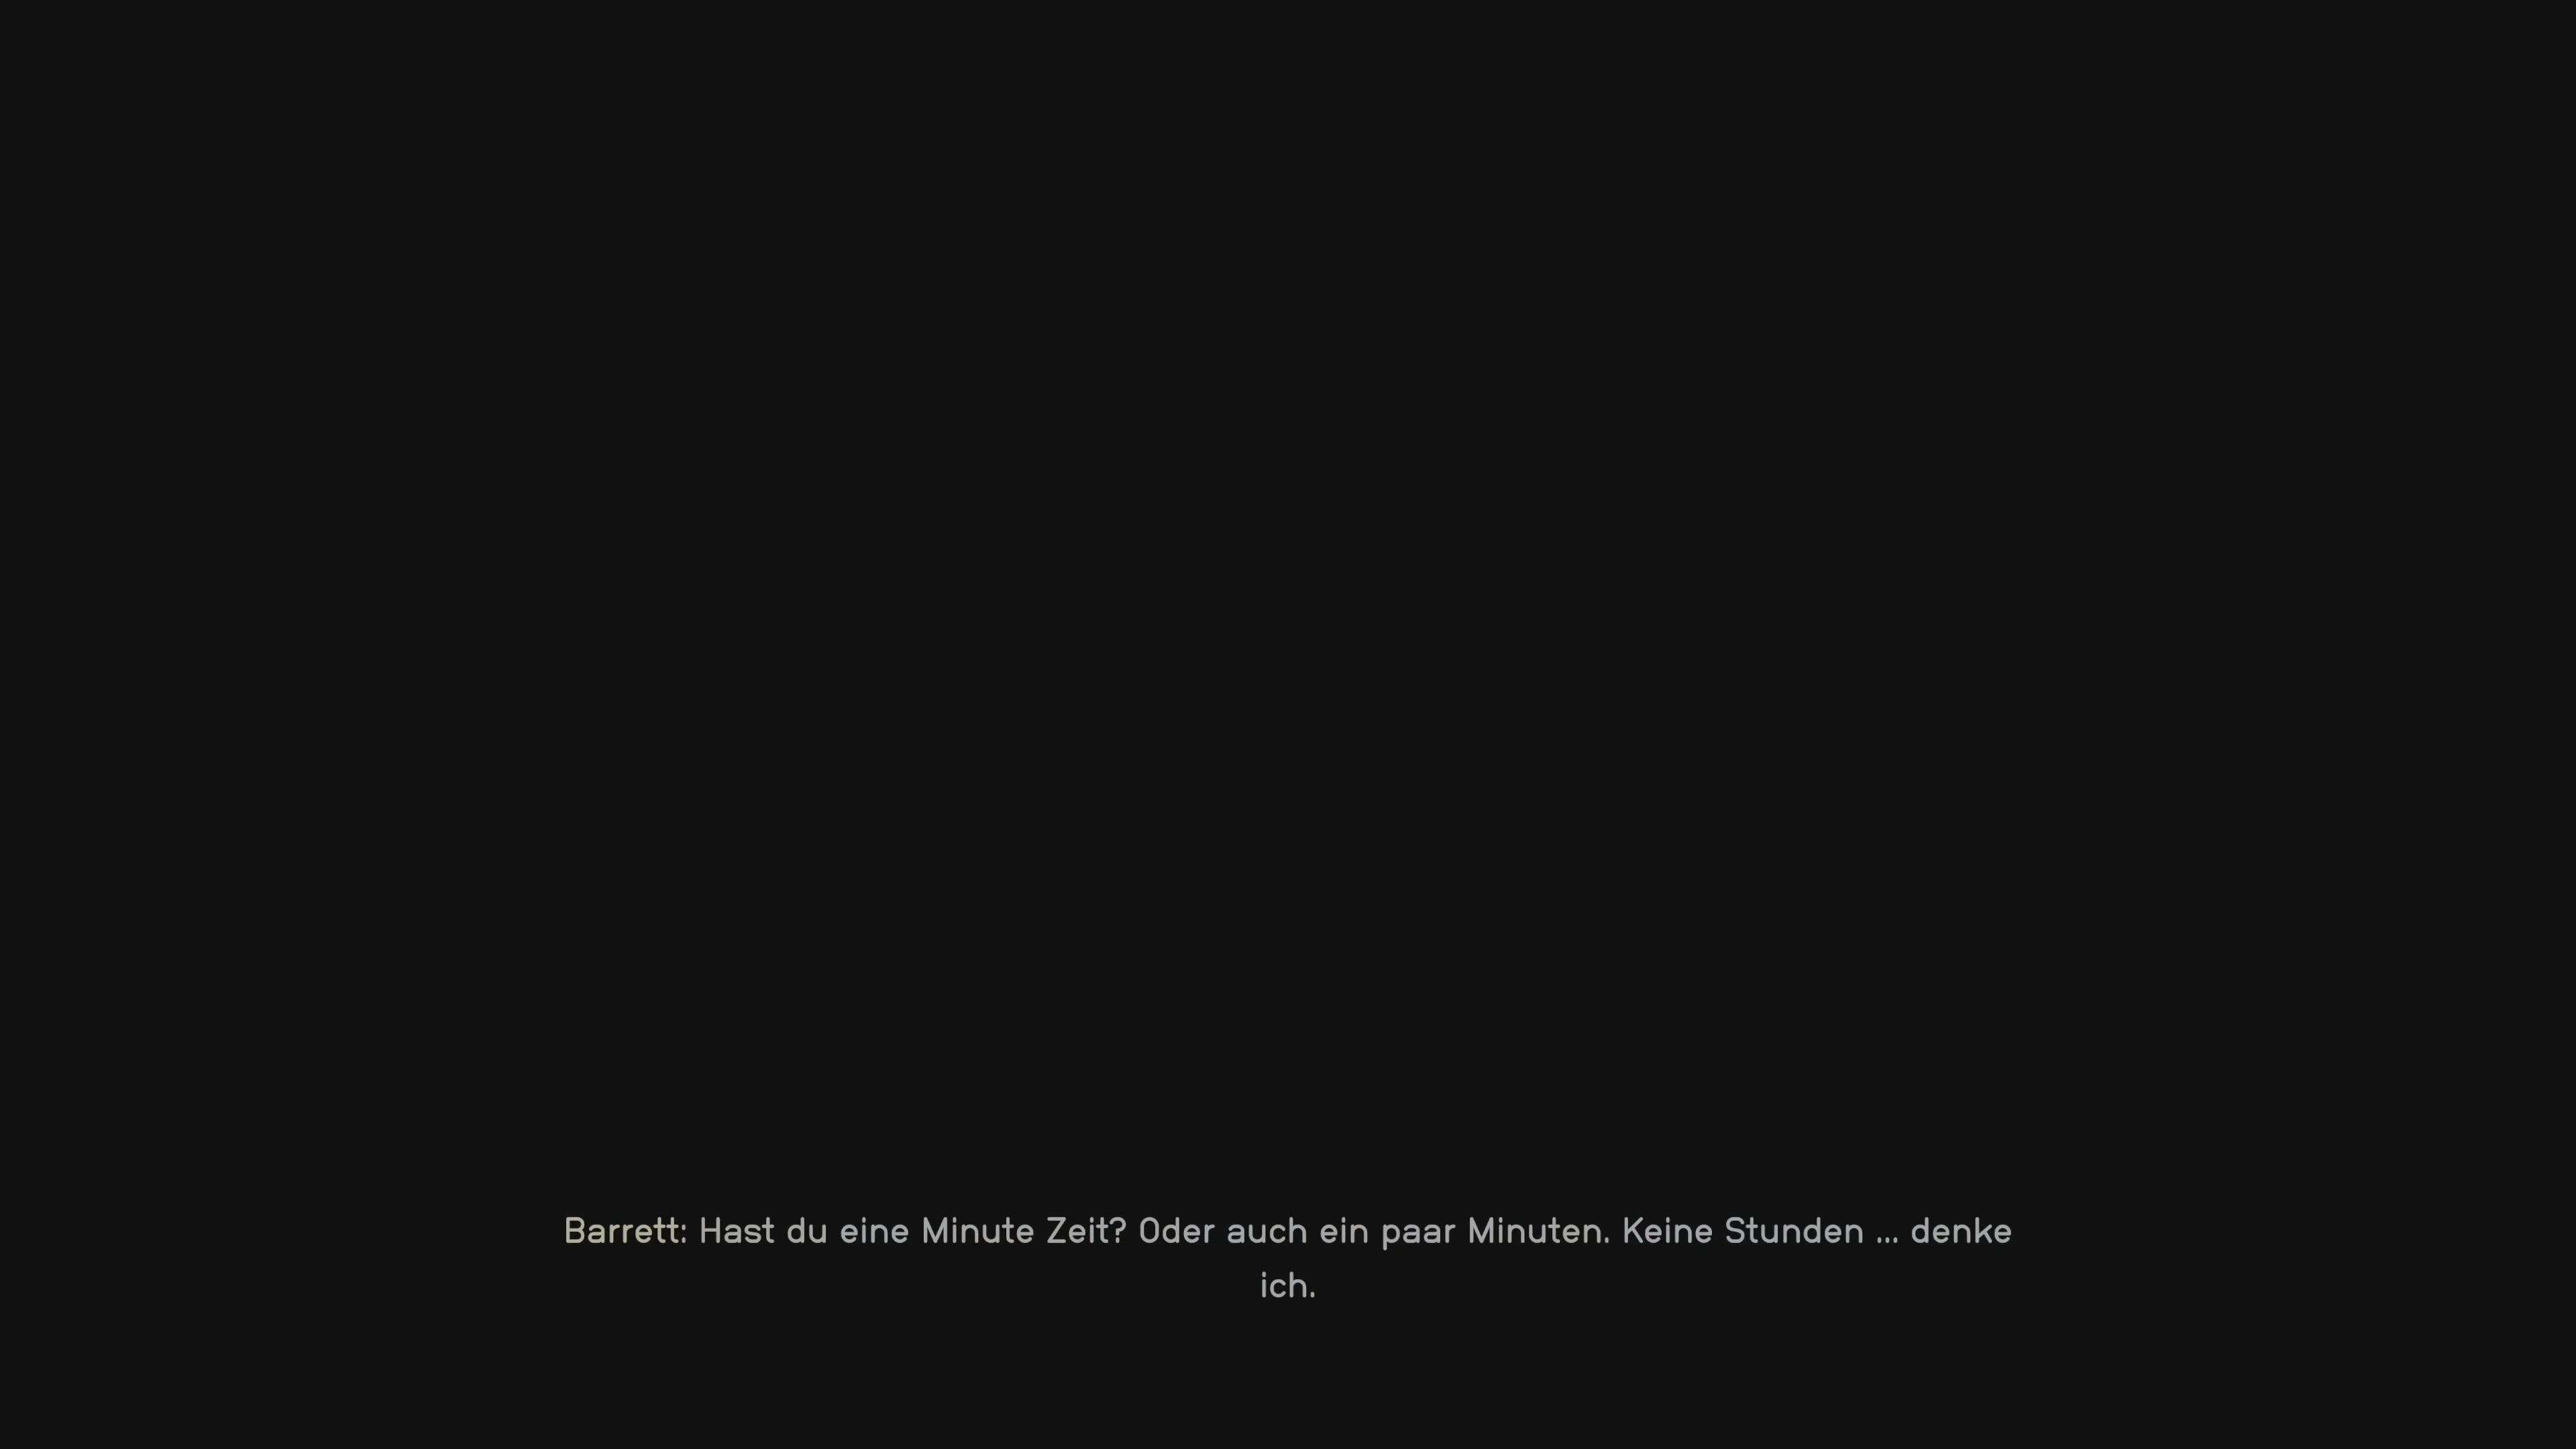 Barrett: Hast du eine Minute Zeit? Oder auch ein paar Minuten. Keine Stunden ... denke
ich.